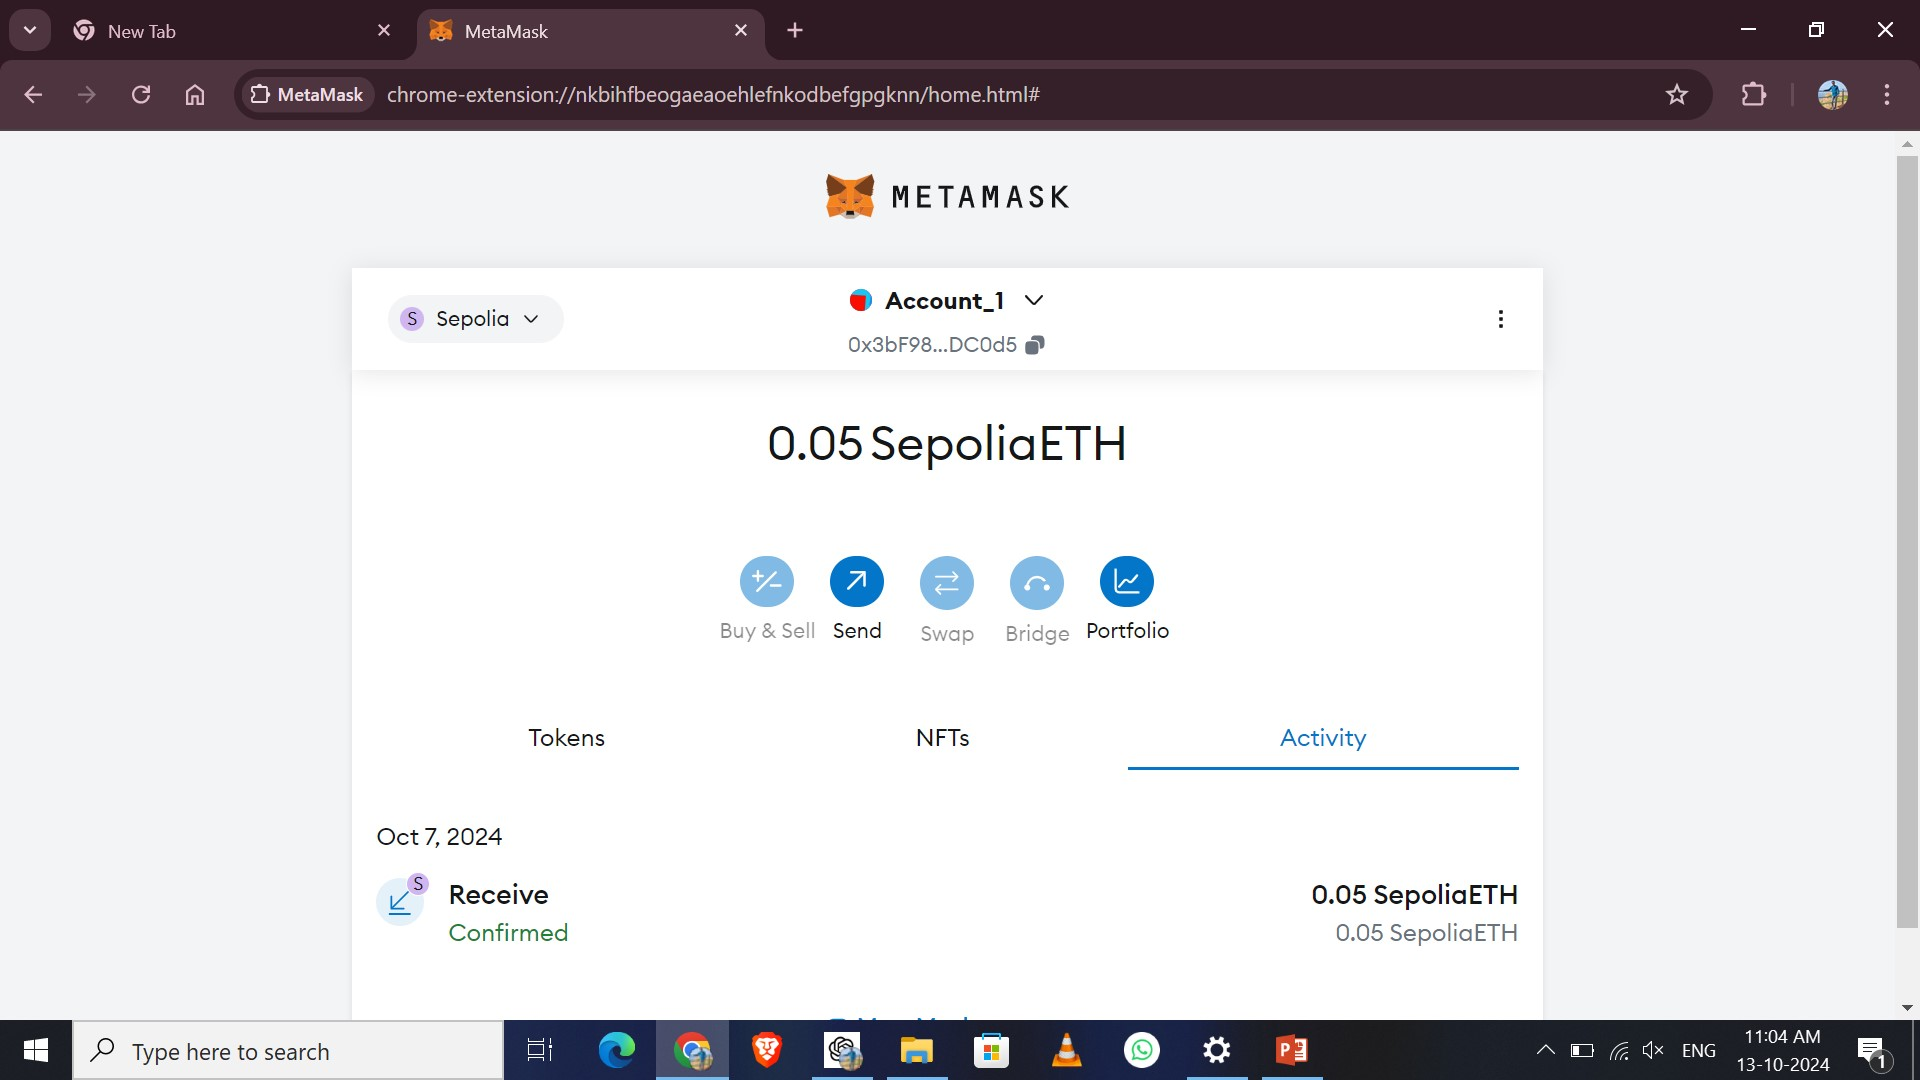 New Tab
MetaMask
MetaMask
chrome-extension://nkbihfbeogaeaoehlefnkodbefgpgknn/home.html#
METAMASK
S Sepolia
Account_1
0x3bF98...DC0d5
0.05 SepoliaETH
Buy & Sell
Send
Swap
Bridge
Portfolio
Tokens
NFTs
Activity
Oct 7, 2024
S
Receive
0.05 SepoliaETH
Confirmed
0.05 SepoliaETH
Type here to search
ENG
11:04 AM
13-10-2024
1